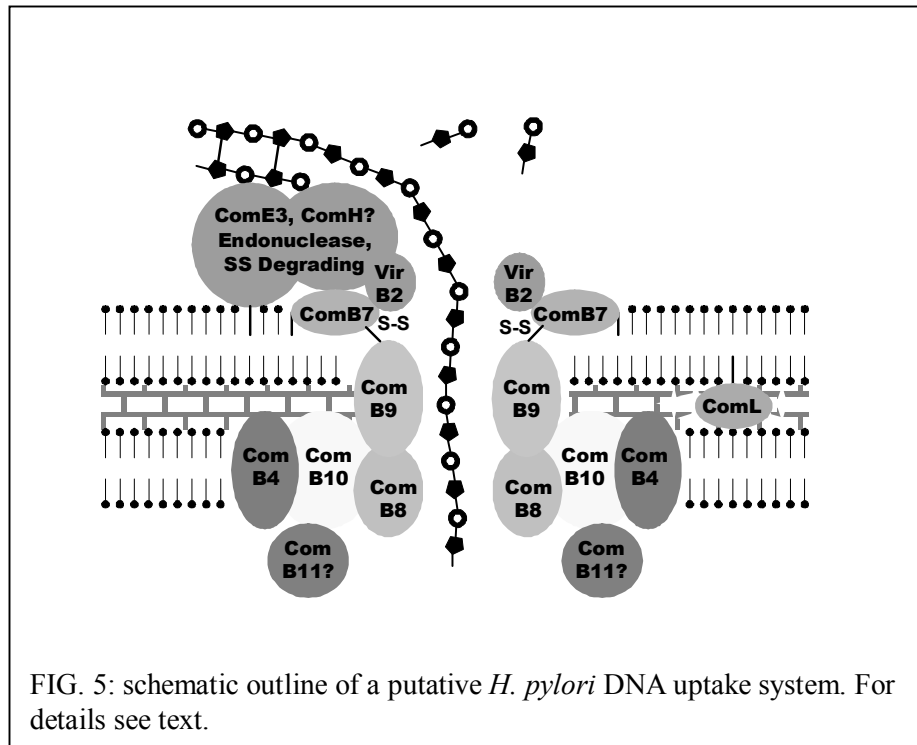 ComE3, ComH?
Endonuclease,
SS Degrading
Vir
B2
ComB7
S-S
Vir
B2
ComB7
S-S
Com
B9
Com
B9
ComL
Com
B4
Com
B10
Com
B8
Com
B8
Com
B10
Com
B4
Com
B11?
Com
B11?
FIG. 5: schematic outline of a putative H. pylori DNA uptake system. For
details see text.